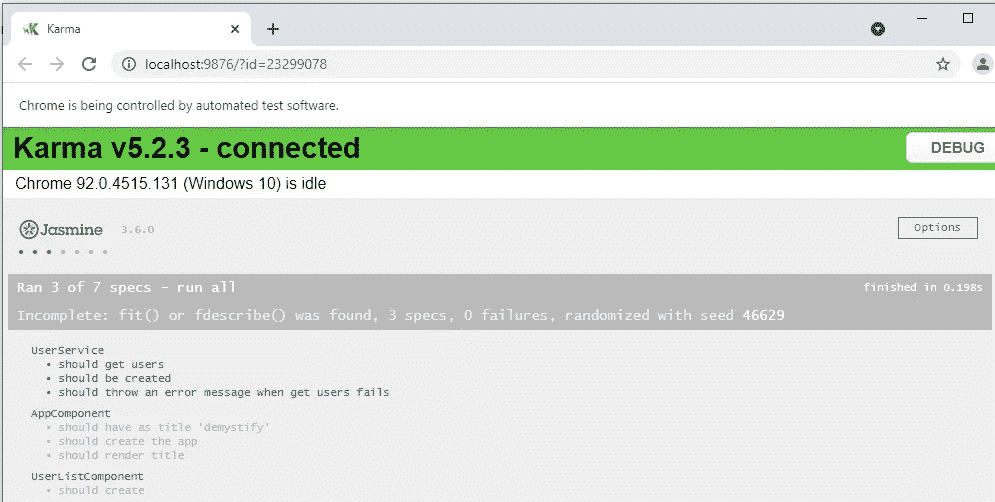 Karma
localhost:9876/?id=23299078
Chrome is being controlled by automated test software.
Karma v5.2.3 - connected
DEBUG
Chrome 92.0.4515.131 (Windows 10) is idle
Jasmine 3.6.0
Options
Ran 3 of 7 specs - run all
finished in 0.198s
Incomplete: fit() or fdescribe() was found, 3 specs, 0 failures, randomized with seed 46629
UserService
• should get users
• should be created
• should throw an error message when get users fails
AppComponent
• should have as title 'demystify'
• should create the app
• should render title
UserListComponent
• should create